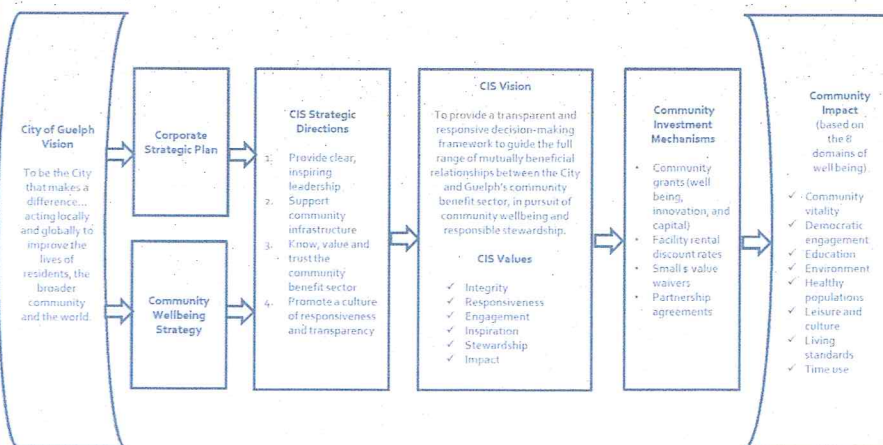 City of Guelph
Vision
To be the City
that makes a
difference...
acting locally
and globally to
improve the
lives of
residents, the
broader
community
and the world.
Corporate
Strategic Plan
Community
Wellbeing
Strategy
CIS Strategic
Directions
1. Provide clear,
inspiring
leadership
2. Support
community
infrastructure
3. Know, value and
trust the
community
benefit sector
4. Promote a culture
of responsiveness
and transparency
CIS Vision
To provide a transparent and
responsive decision-making
framework to guide the full
range of mutually beneficial
relationships between the City
and Guelph's community
benefit sector, in pursuit of
community wellbeing and
responsible stewardship.
CIS Values
✓ Integrity
✓ Responsiveness
✓ Engagement
✓ Inspiration
✓ Stewardship
✓ Impact
Community
Investment
Mechanisms
• Community
grants (well
being,
innovation, and
capital)
• Facility rental
discount rates
• Small $ value
waivers
• Partnership
agreements
Community
Impact
(based on
the 8
domains of
well being)
✓ Community
vitality
✓ Democratic
engagement
✓ Education
✓ Environment
✓ Healthy
populations
✓ Leisure and
culture
✓ Living
standards
✓ Time use